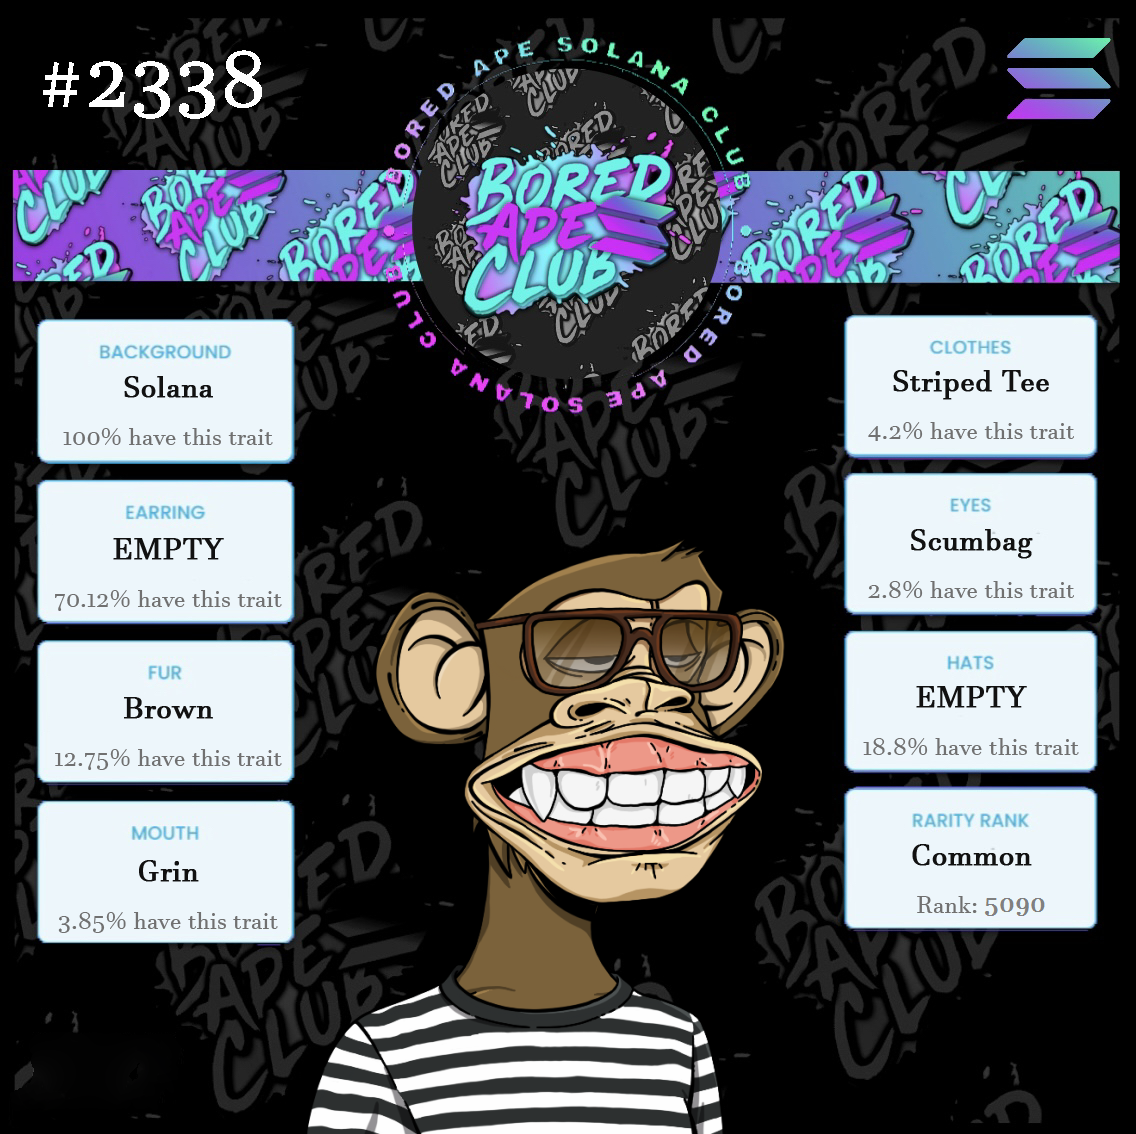 #2338
BORED APE SOLANA CLUB
BORED
APE
CLUB
BORED APE SOLANA CLUB
BACKGROUND
Solana
100% have this trait
EARRING
EMPTY
70.12% have this trait
FUR
Brown
12.75% have this trait
MOUTH
Grin
3.85% have this trait
CLOTHES
Striped Tee
4.2% have this trait
EYES
Scumbag
2.8% have this trait
HATS
EMPTY
18.8% have this trait
RARITY RANK
Common
Rank: 5090